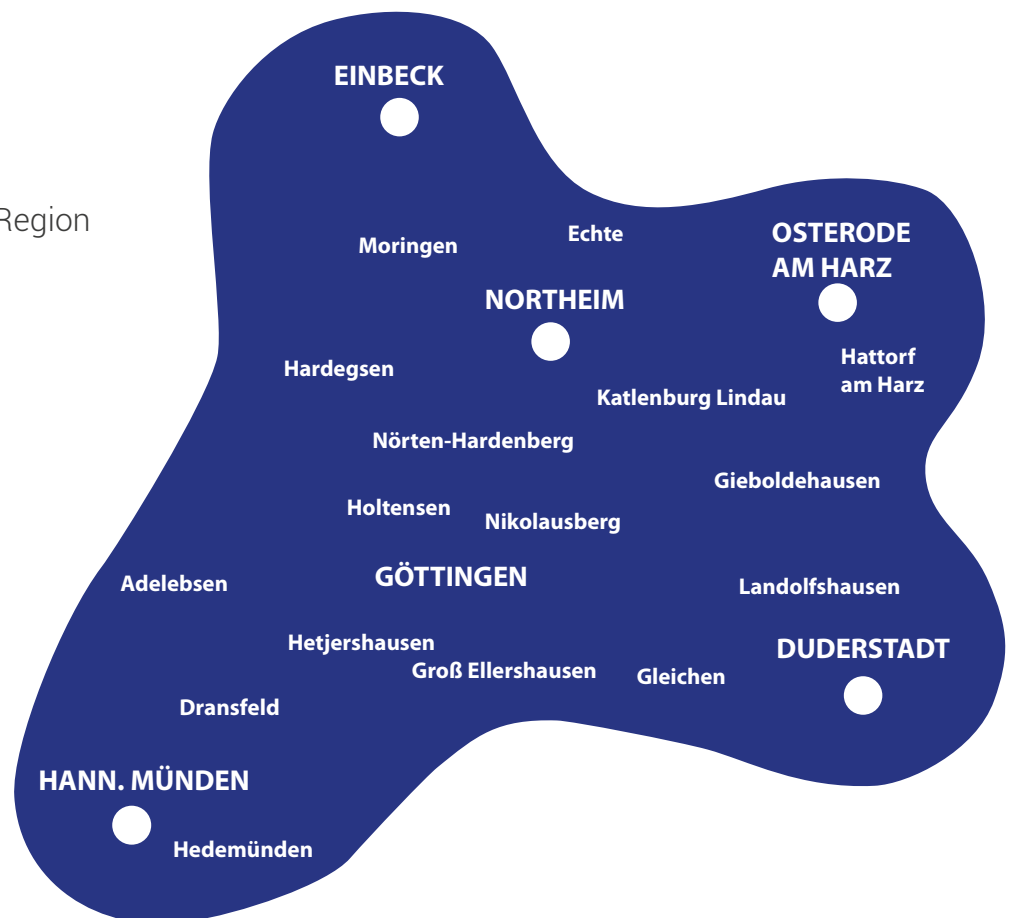 EINBECK
Region
Echte
Moringen
OSTERODE
AM HARZ
NORTHEIM
Hattorf
am Harz
Hardegsen
Katlenburg Lindau
Nörten-Hardenberg
Gieboldehausen
Holtensen
Nikolausberg
GÖTTINGEN
Adelebsen
Landolfshausen
Hetjershausen
DUDERSTADT
Groß Ellershausen
Gleichen
Dransfeld
HANN. MÜNDEN
Hedemünden